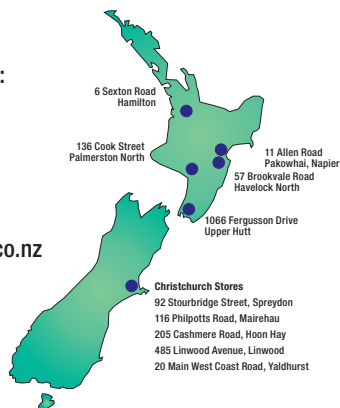 :
6 Sexton Road
Hamilton
136 Cook Street
Palmerston North
11 Allen Road
Pakowhai, Napier
57 Brookvale Road
Havelock North
1066 Fergusson Drive
Upper Hutt
co.nz
Christchurch Stores
92 Stourbridge Street, Spreydon
116 Philpotts Road, Mairehau
205 Cashmere Road, Hoon Hay
485 Linwood Avenue, Linwood
20 Main West Coast Road, Yaldhurst